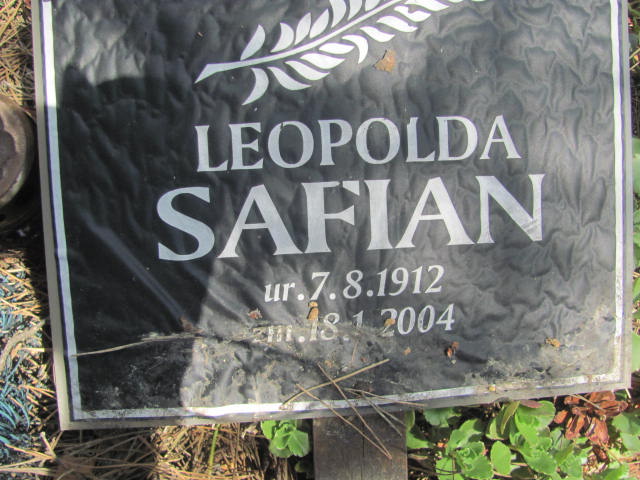 LEOPOLDA
SAFIAN
ur.7.8.1912
zm.18.1.2004